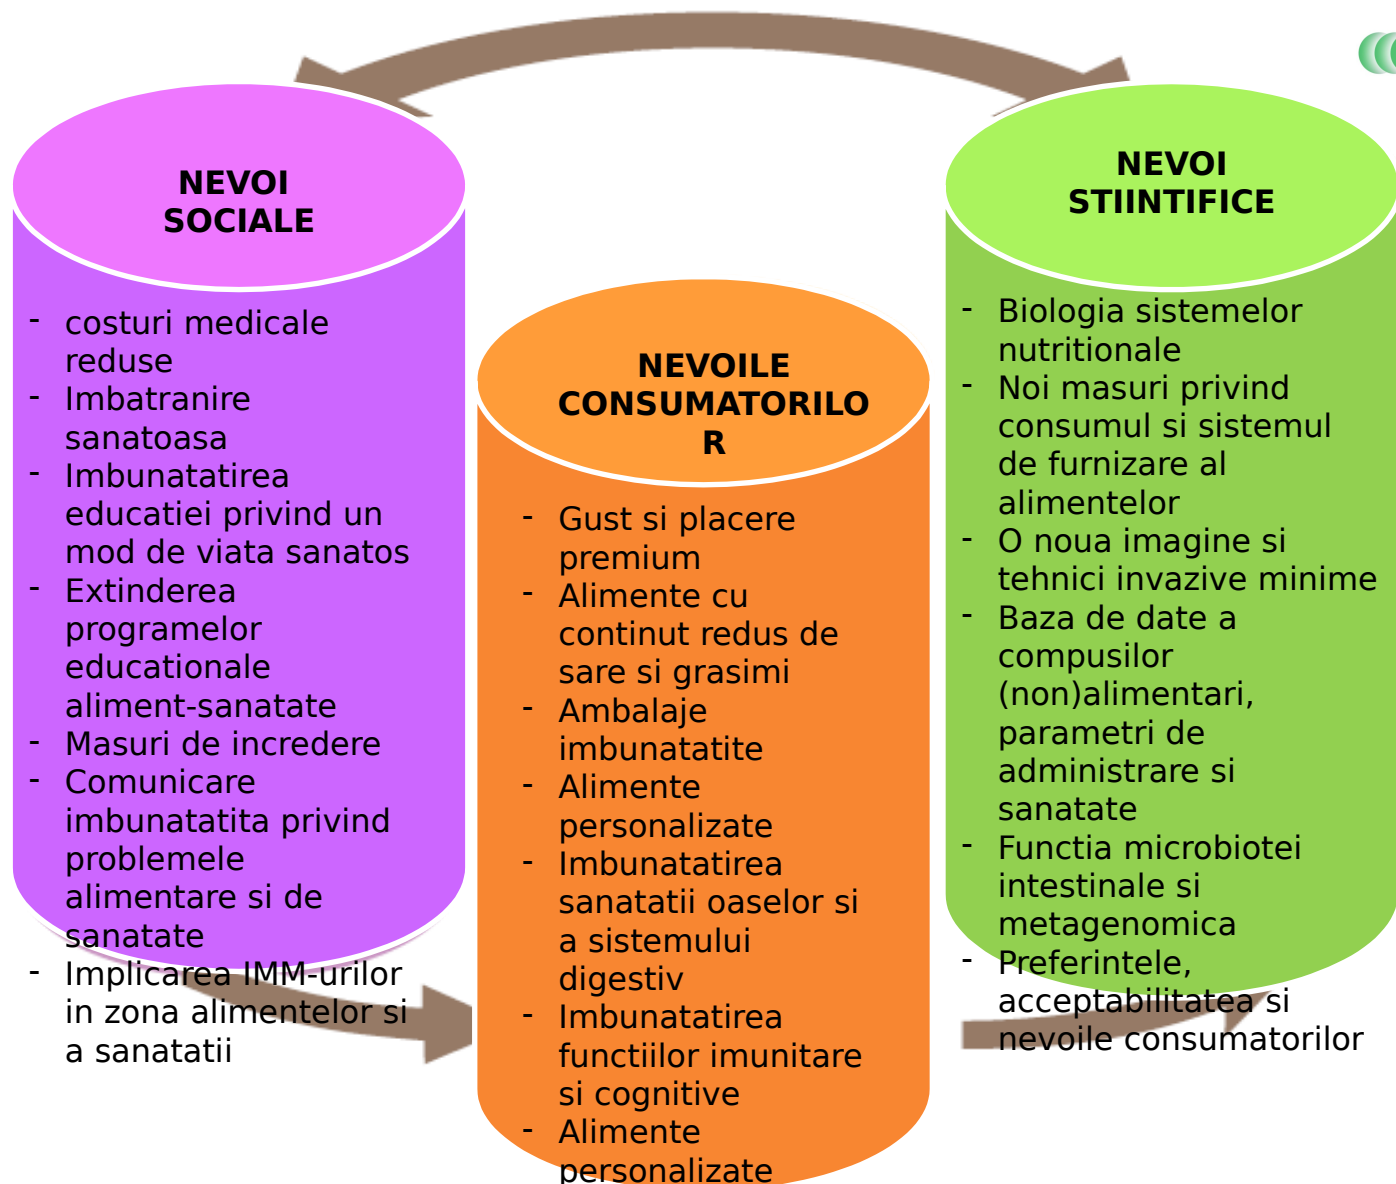 NEVOI
SOCIALE
- costuri medicale
reduse
- Imbatranire
sanatoasa
- Imbunatatirea
educatiei privind un
mod de viata sanatos
- Extinderea
programelor
educationale
aliment-sanatate
- Masuri de incredere
- Comunicare
imbunatatita privind
problemele
alimentare si de
sanatate
- Implicarea IMM-urilor
in zona alimentelor si
a sanatatii
NEVOILE
CONSUMATORILO
R
- Gust si placere
premium
- Alimente cu
continut redus de
sare si grasimi
- Ambalaje
imbunatatite
- Alimente
personalizate
- Imbunatatirea
sanatatii oaselor si
a sistemului
digestiv
- Imbunatatirea
functiilor imunitare
si cognitive
- Alimente
personalizate
NEVOI
STIINTIFICE
- Biologia sistemelor
nutritionale
- Noi masuri privind
consumul si sistemul
de furnizare al
alimentelor
- O noua imagine si
tehnici invazive minime
- Baza de date a
compusilor
(non)alimentari,
parametri de
administrare si
sanatate
- Functia microbiotei
intestinale si
metagenomica
- Preferintele,
acceptabilitatea si
nevoile consumatorilor